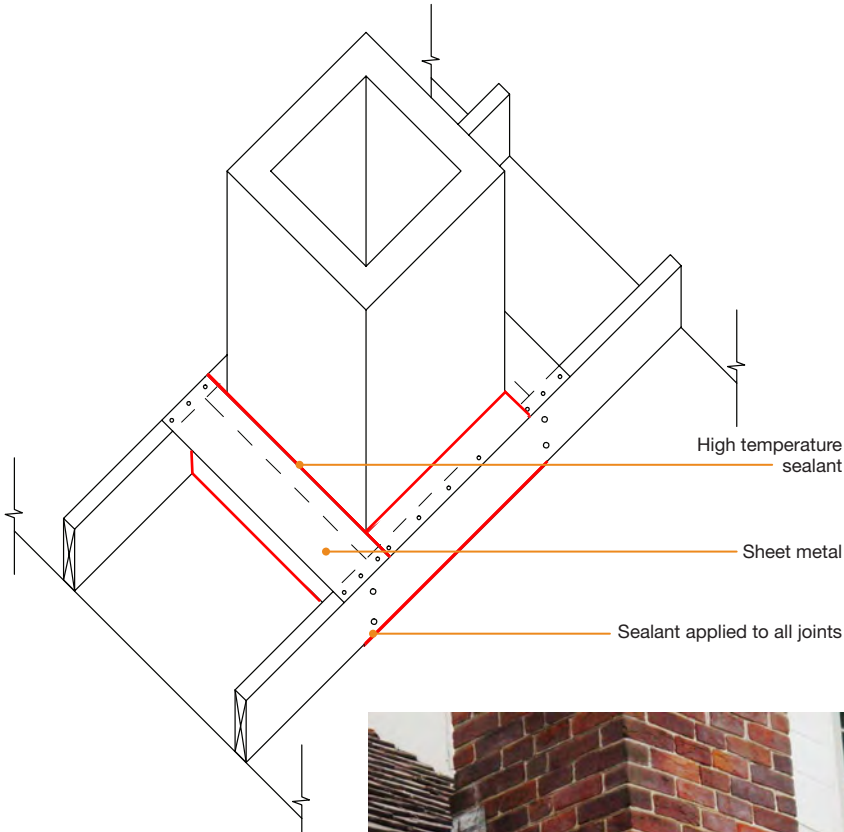 High temperature
sealant
Sheet metal
Sealant applied to all joints